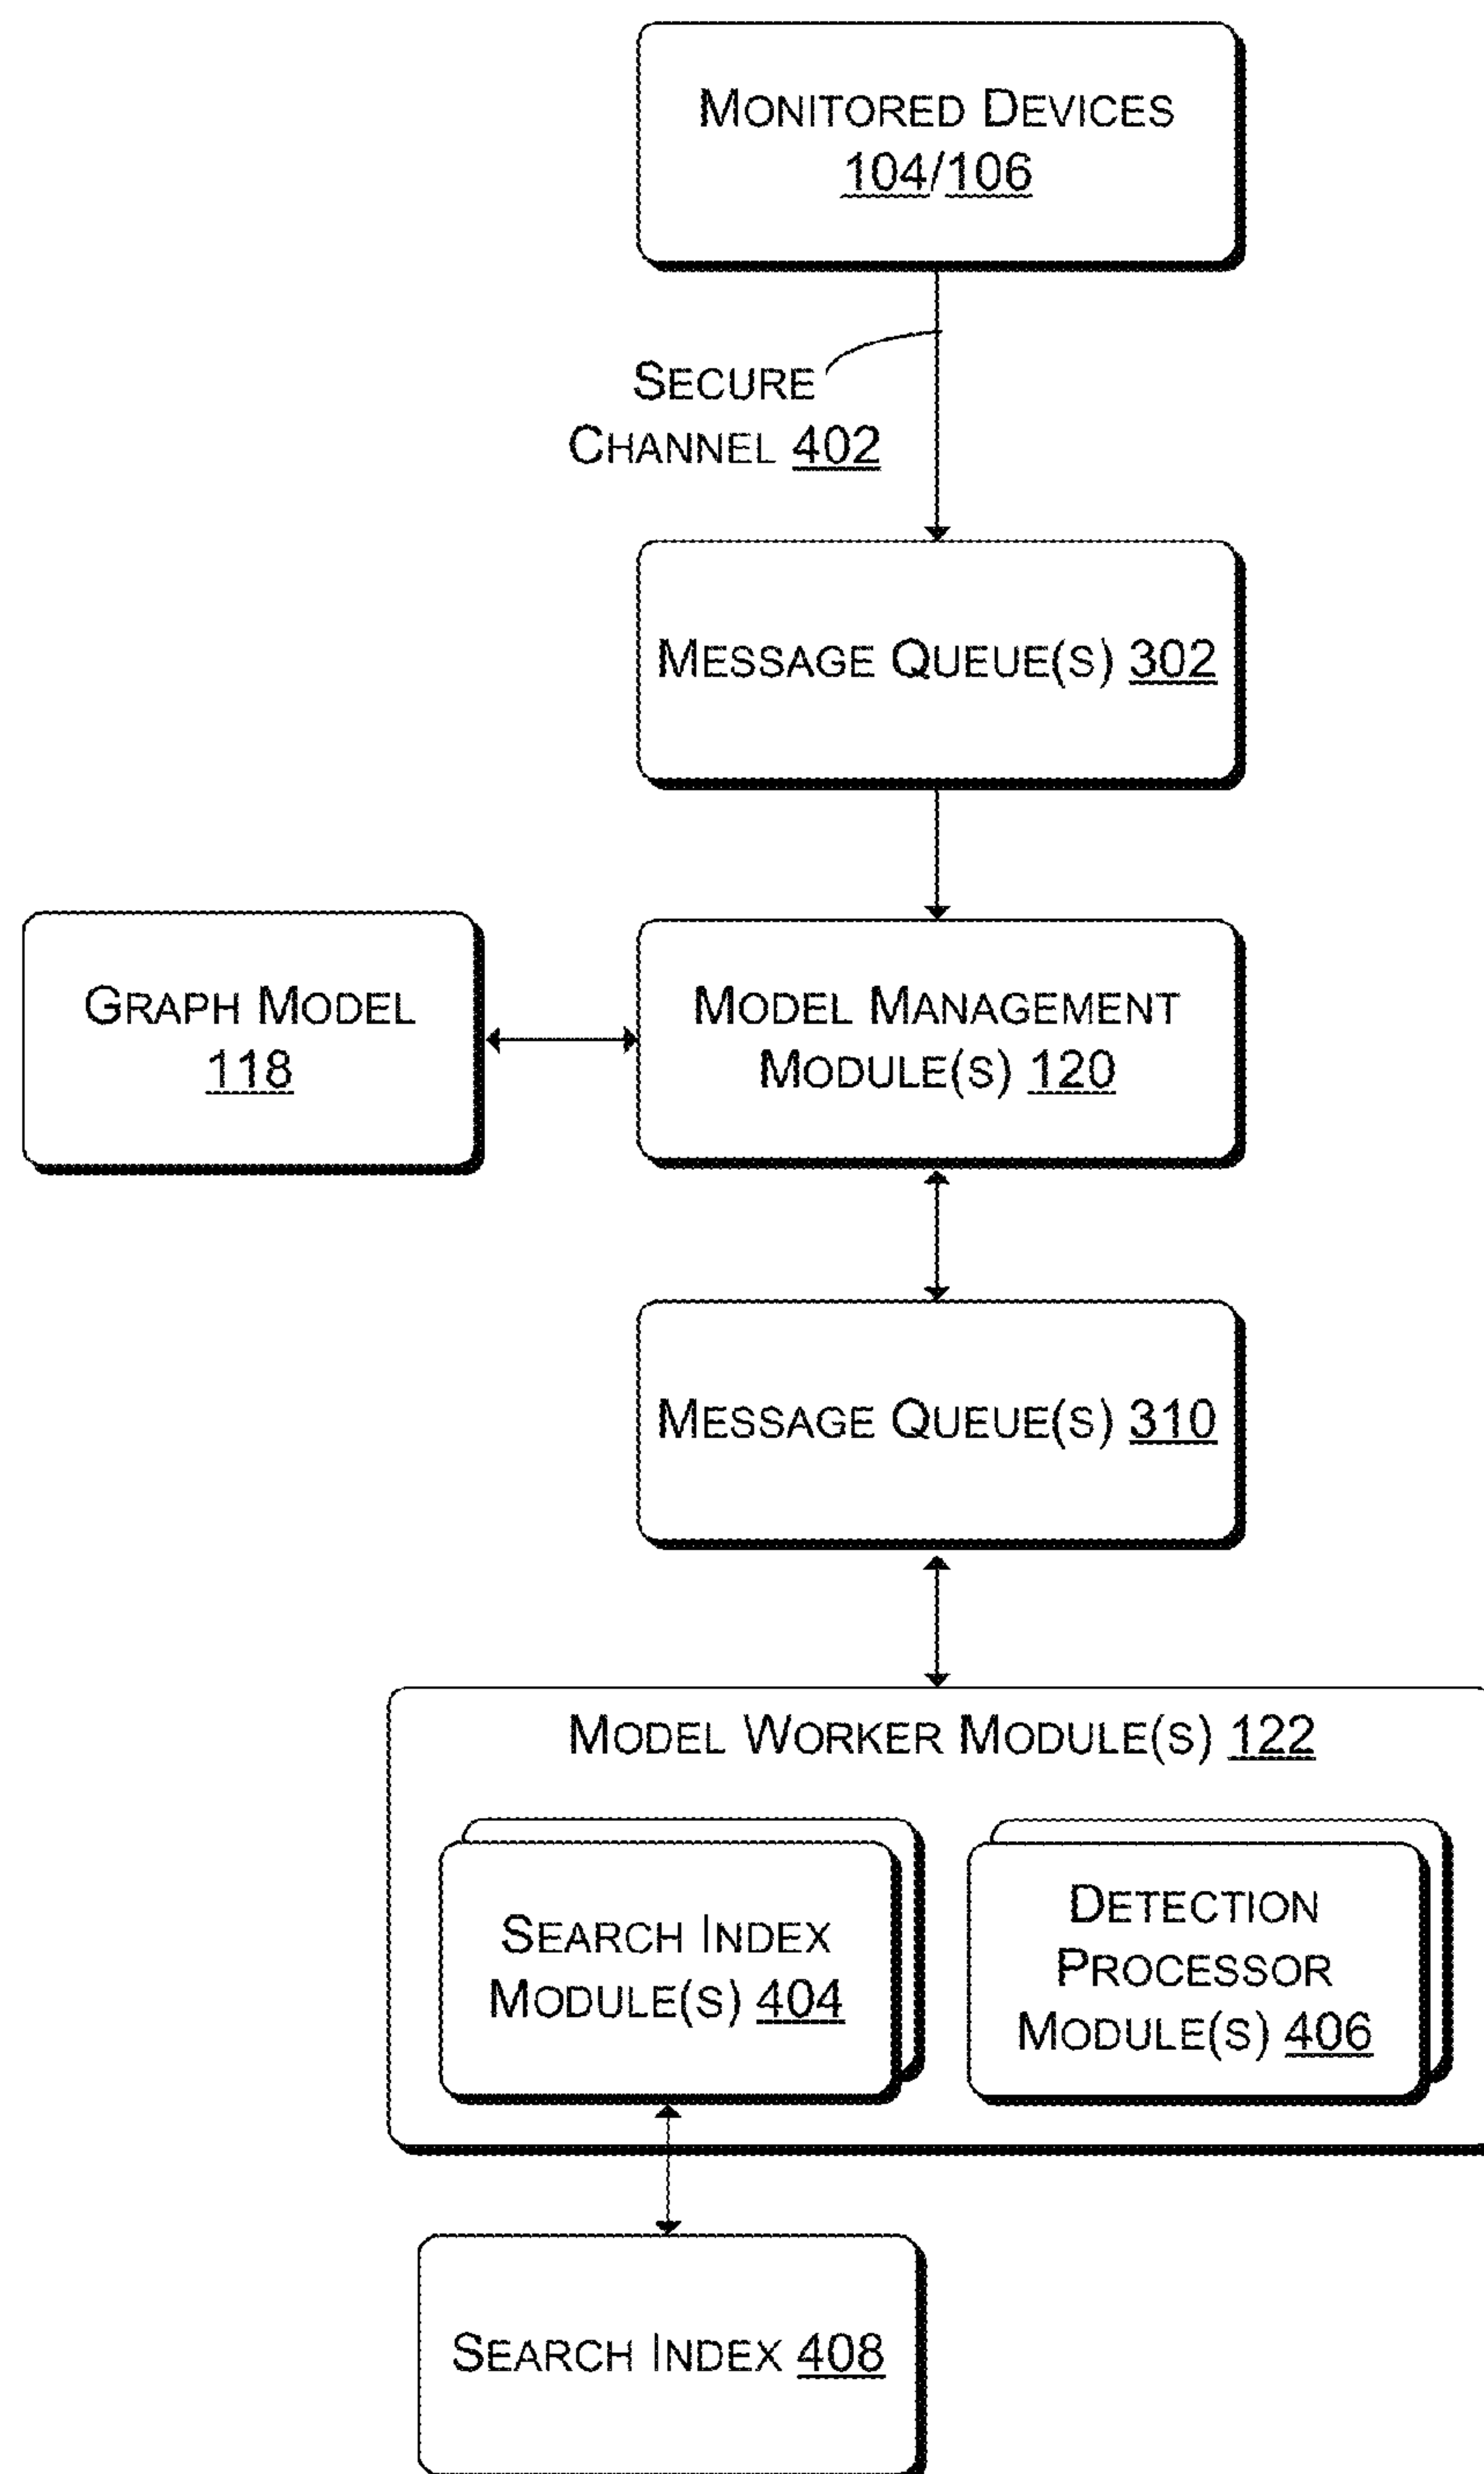 MONITORED DEVICES
104/106
SECURE
CHANNEL 402
MESSAGE QUEUE(S) 302
GRAPH MODEL
118
MODEL MANAGEMENT
MODULE(S) 120
MESSAGE QUEUE(S) 310
MODEL WORKER MODULE(S) 122
SEARCH INDEX
MODULE(S) 404
DETECTION
PROCESSOR
MODULE(S) 406
SEARCH INDEX 408